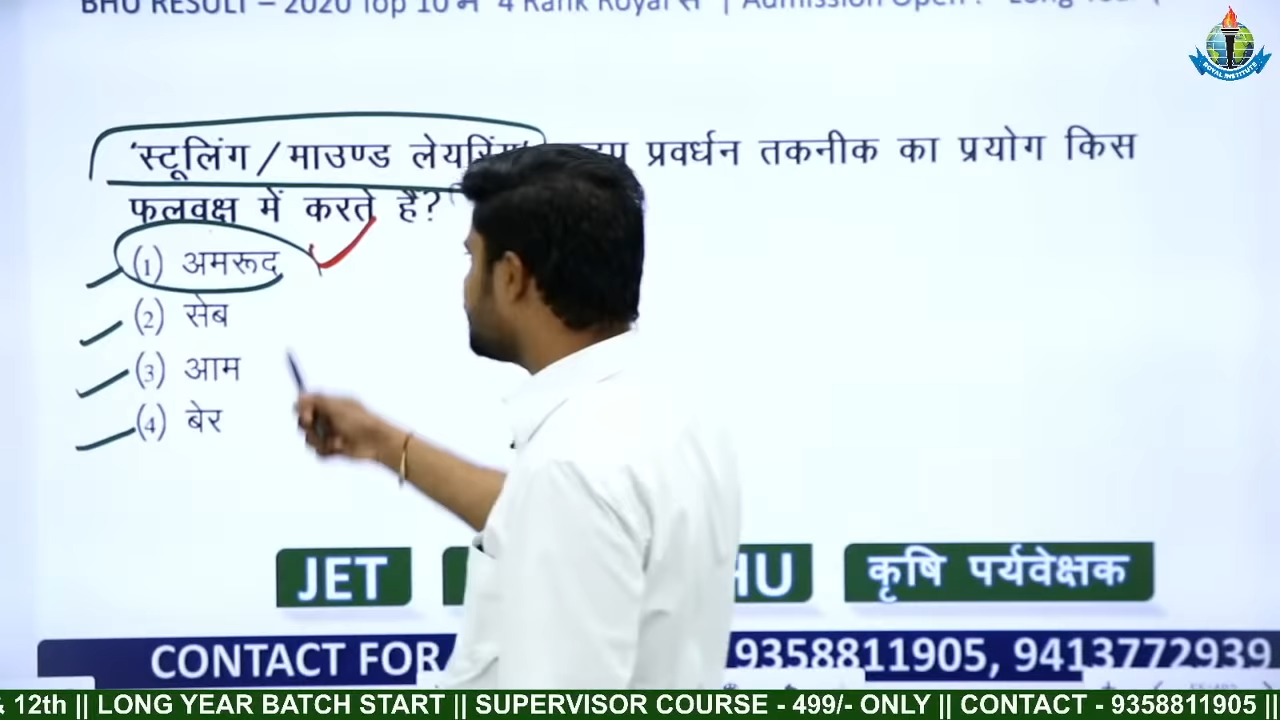 BHU RESULT – 2020 Top 10 में 4 Rank Royal से | Admission Open
ROYAL INSTITUTE
'स्टूलिंग / माउण्ड लेयरिंग' प्रवर्धन तकनीक का प्रयोग किस
फलवृक्ष में करते हैं?
(1) अमरूद
(2) सेब
(3) आम
(4) बेर
JET
HU
कृषि पर्यवेक्षक
CONTACT FOR 9358811905, 9413772939
& 12th || LONG YEAR BATCH START || SUPERVISOR COURSE - 499/- ONLY || CONTACT - 9358811905 ||